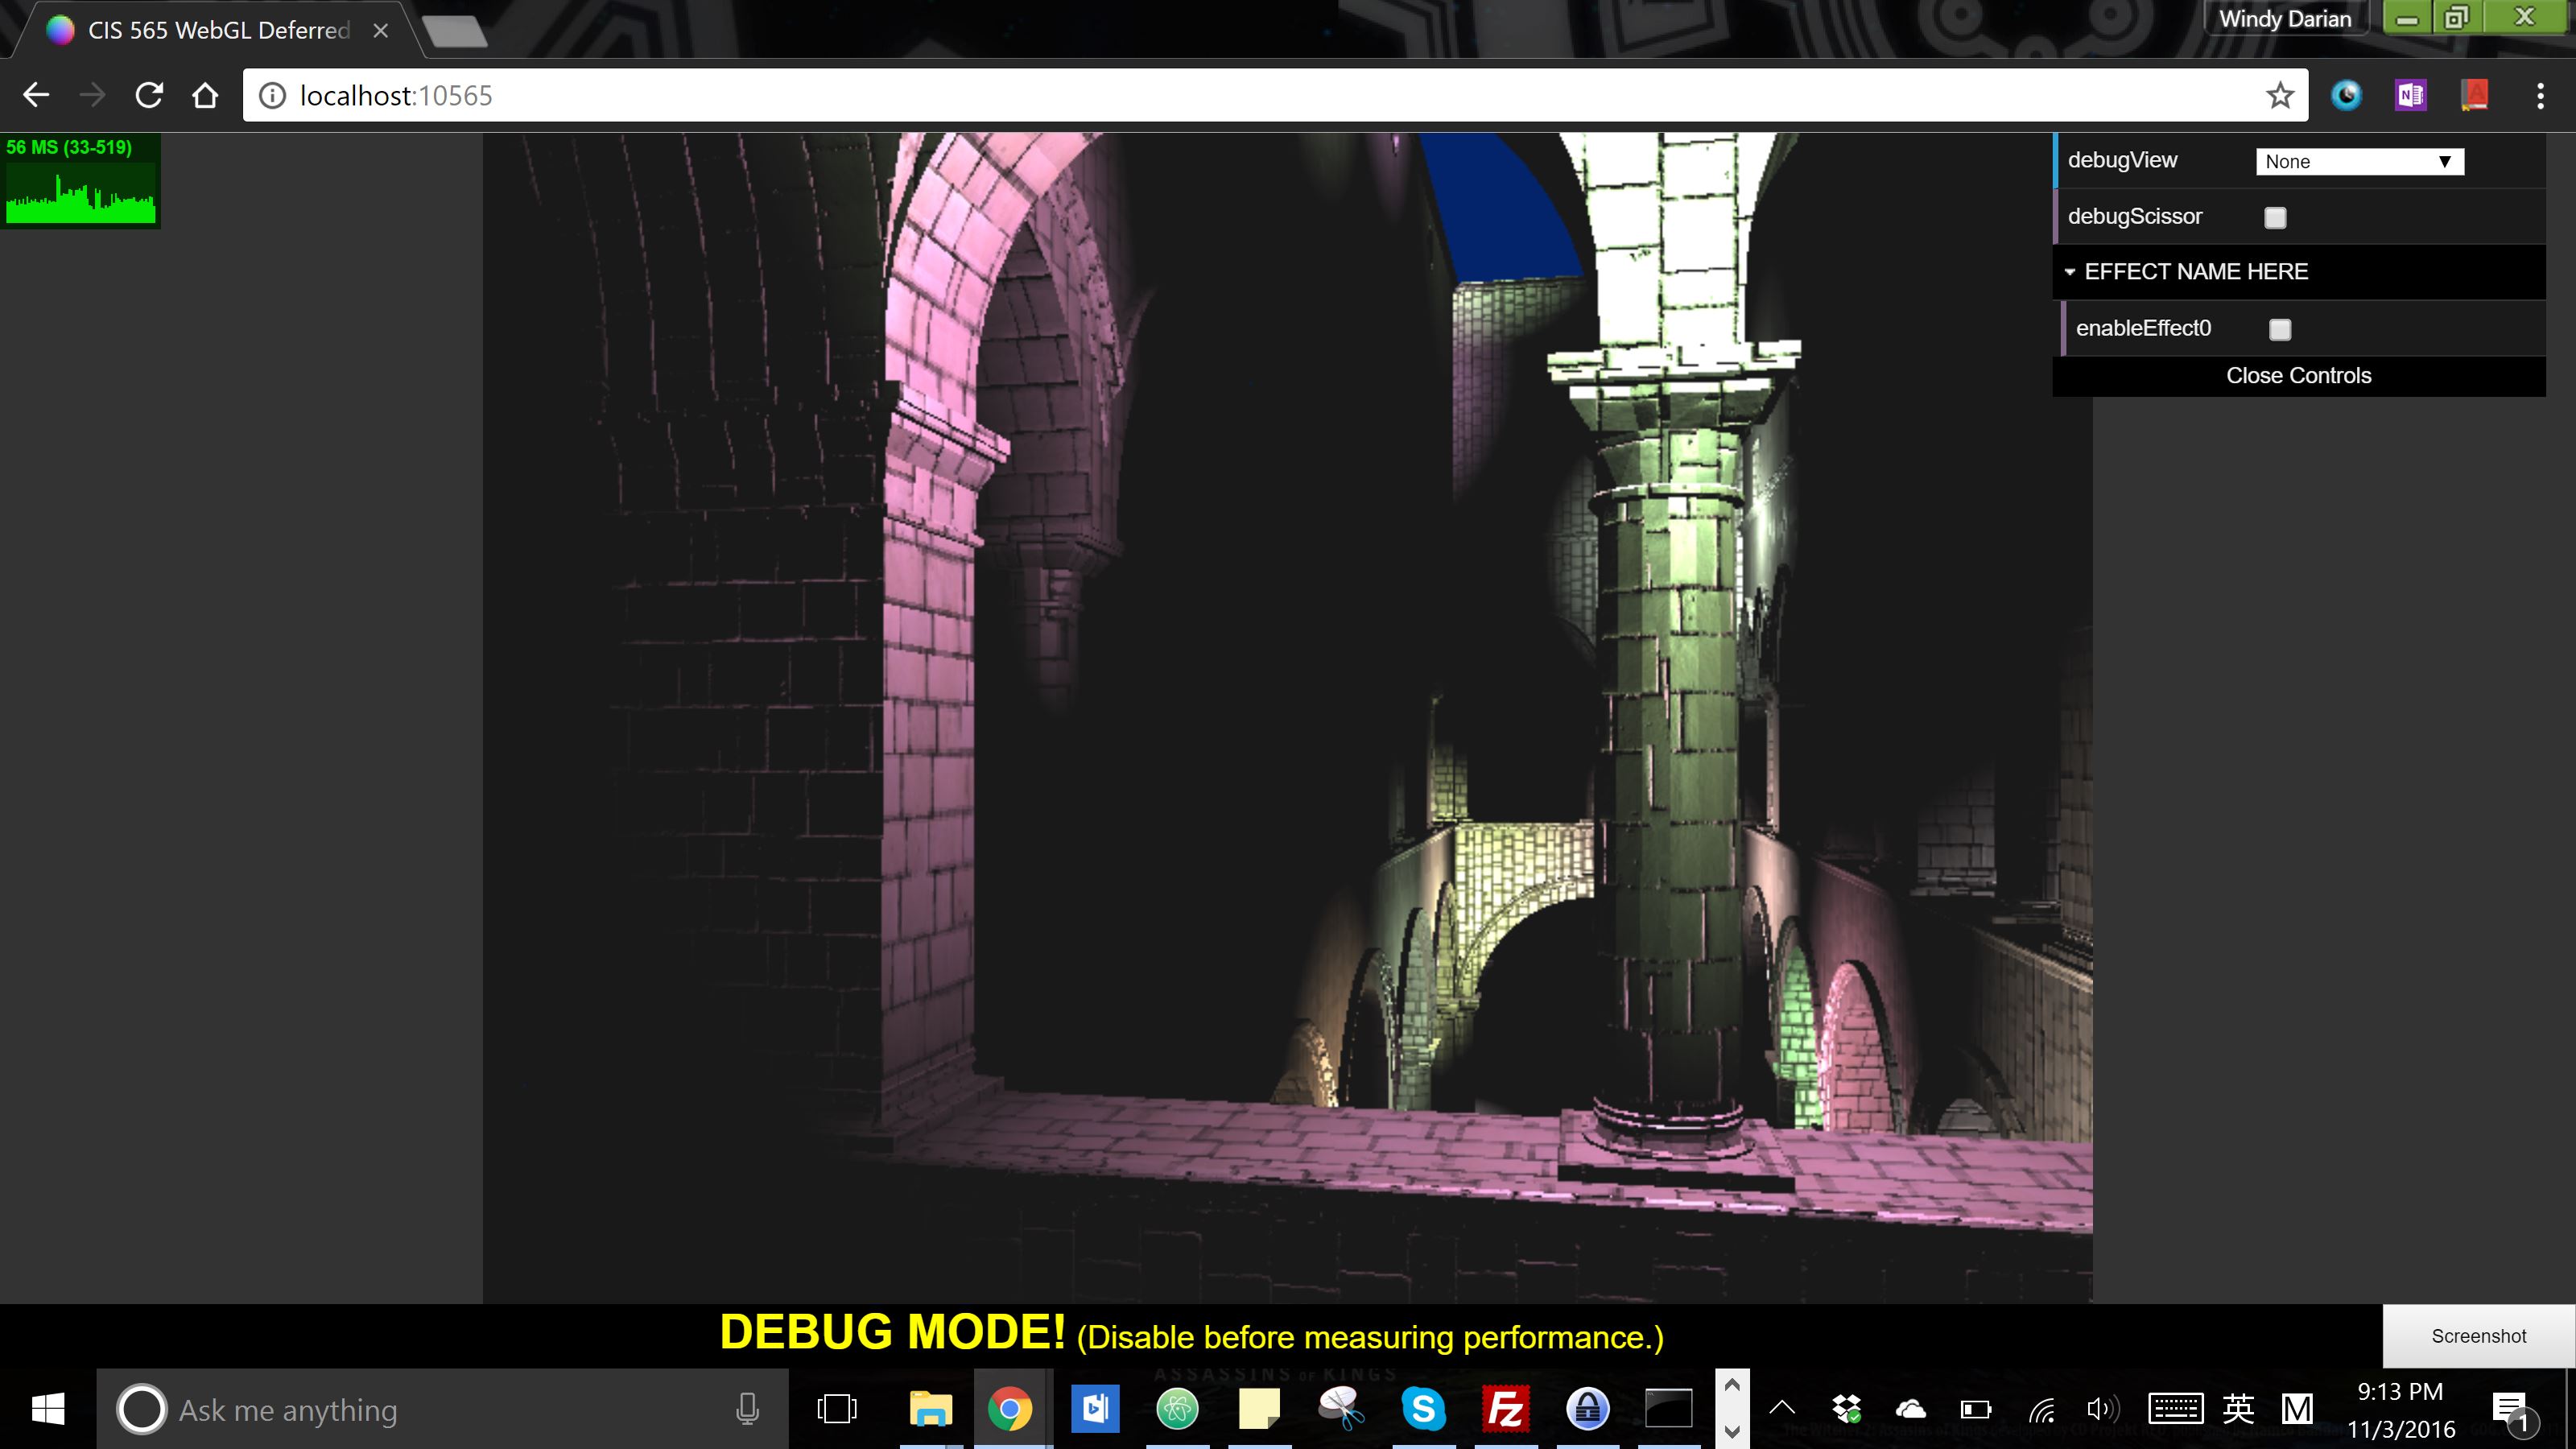 CIS 565 WebGL Deferred
Windy Darian
localhost:10565
56 MS (33-519)
debugView
None
debugScissor
EFFECT NAME HERE
enableEffect0
Close Controls
DEBUG MODE! (Disable before measuring performance.)
Screenshot
ASSASSINS OF KINGS
Ask me anything
N
A
b
S
Fz
英
M
9:13 PM
11/3/2016
1